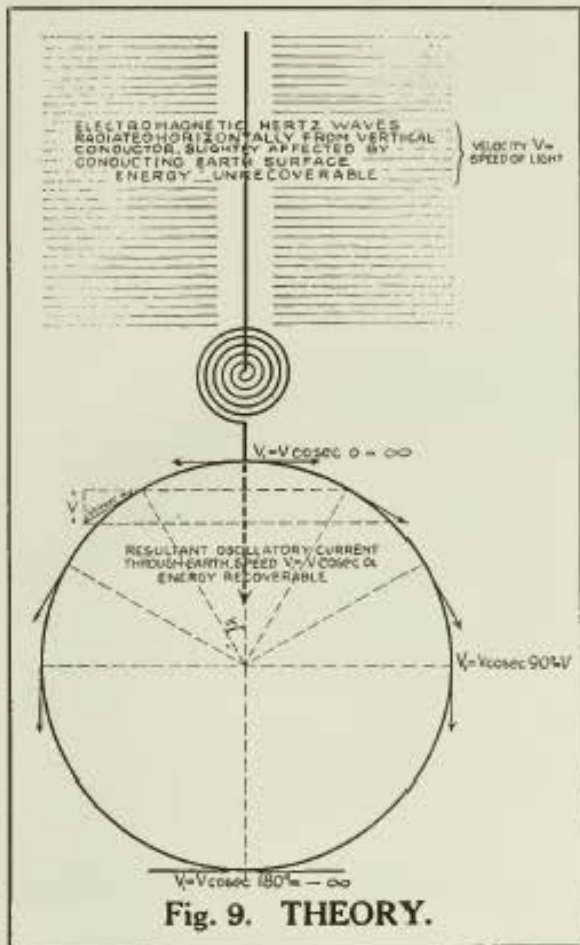 ELECTROMAGNETIC HERTZ WAVES
RADIATED HORIZONTALLY FROM VERTICAL
CONDUCTOR, SLIGHTLY AFFECTED BY
CONDUCTING EARTH SURFACE
ENERGY UNRECOVERABLE
VELOCITY V=
SPEED OF LIGHT
V₁=V COSEC 0 = ∞
V
RESULTANT OSCILLATORY CURRENT
THROUGH EARTH, SPEED V₁=V COSEC α
ENERGY RECOVERABLE
V₁=V COSEC 90°=V
V₁=V COSEC 180°= -∞
Fig. 9. THEORY.